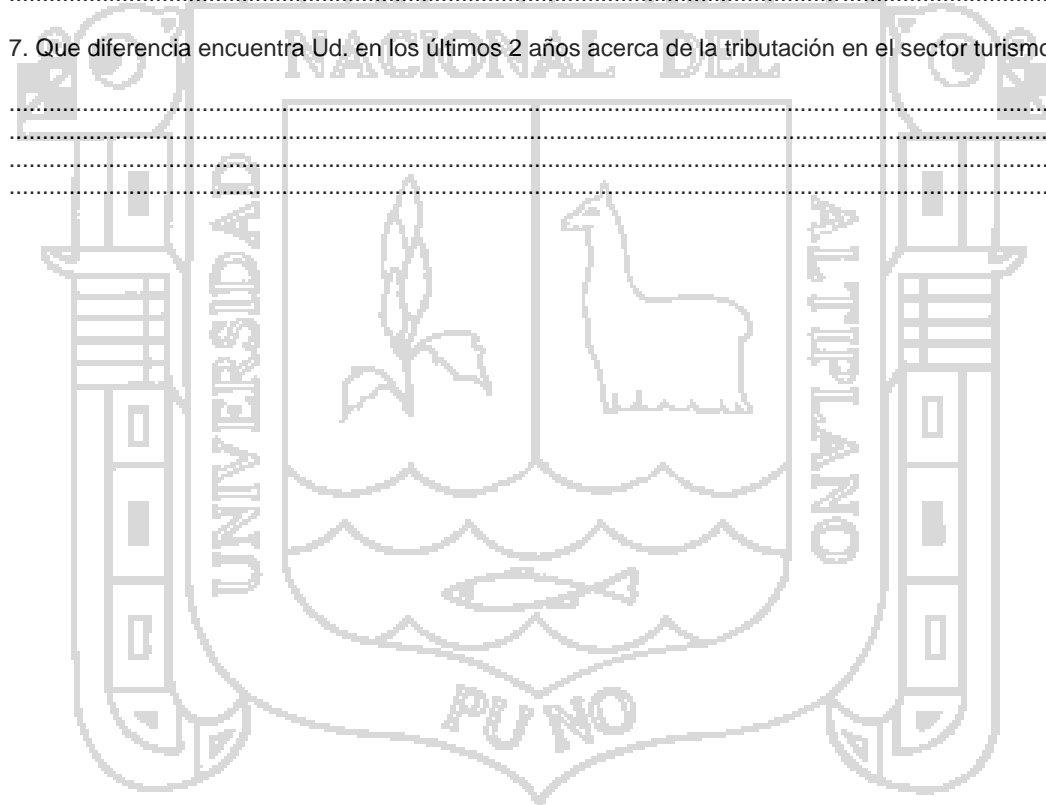 7. Que diferencia encuentra Ud. en los últimos 2 años acerca de la tributación en el sector turismo
................................................................................
................................................................................
................................................................................
................................................................................
NACIONAL DEL
UNIVERSIDAD
ALTIPLANO
PUNO